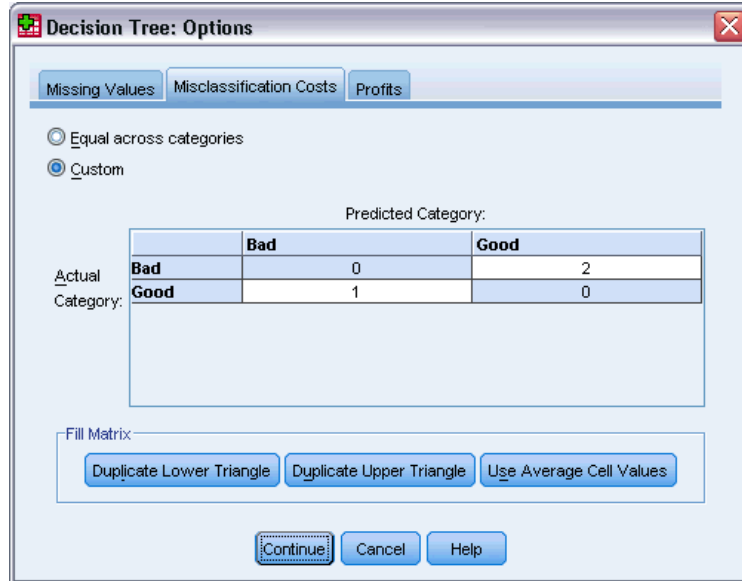 Decision Tree: Options
Missing Values Misclassification Costs Profits
Equal across categories
Custom
Predicted Category:
Bad Good
Actual Category:
Bad 0 2
Good 1 0
Fill Matrix
Duplicate Lower Triangle Duplicate Upper Triangle Use Average Cell Values
Continue Cancel Help